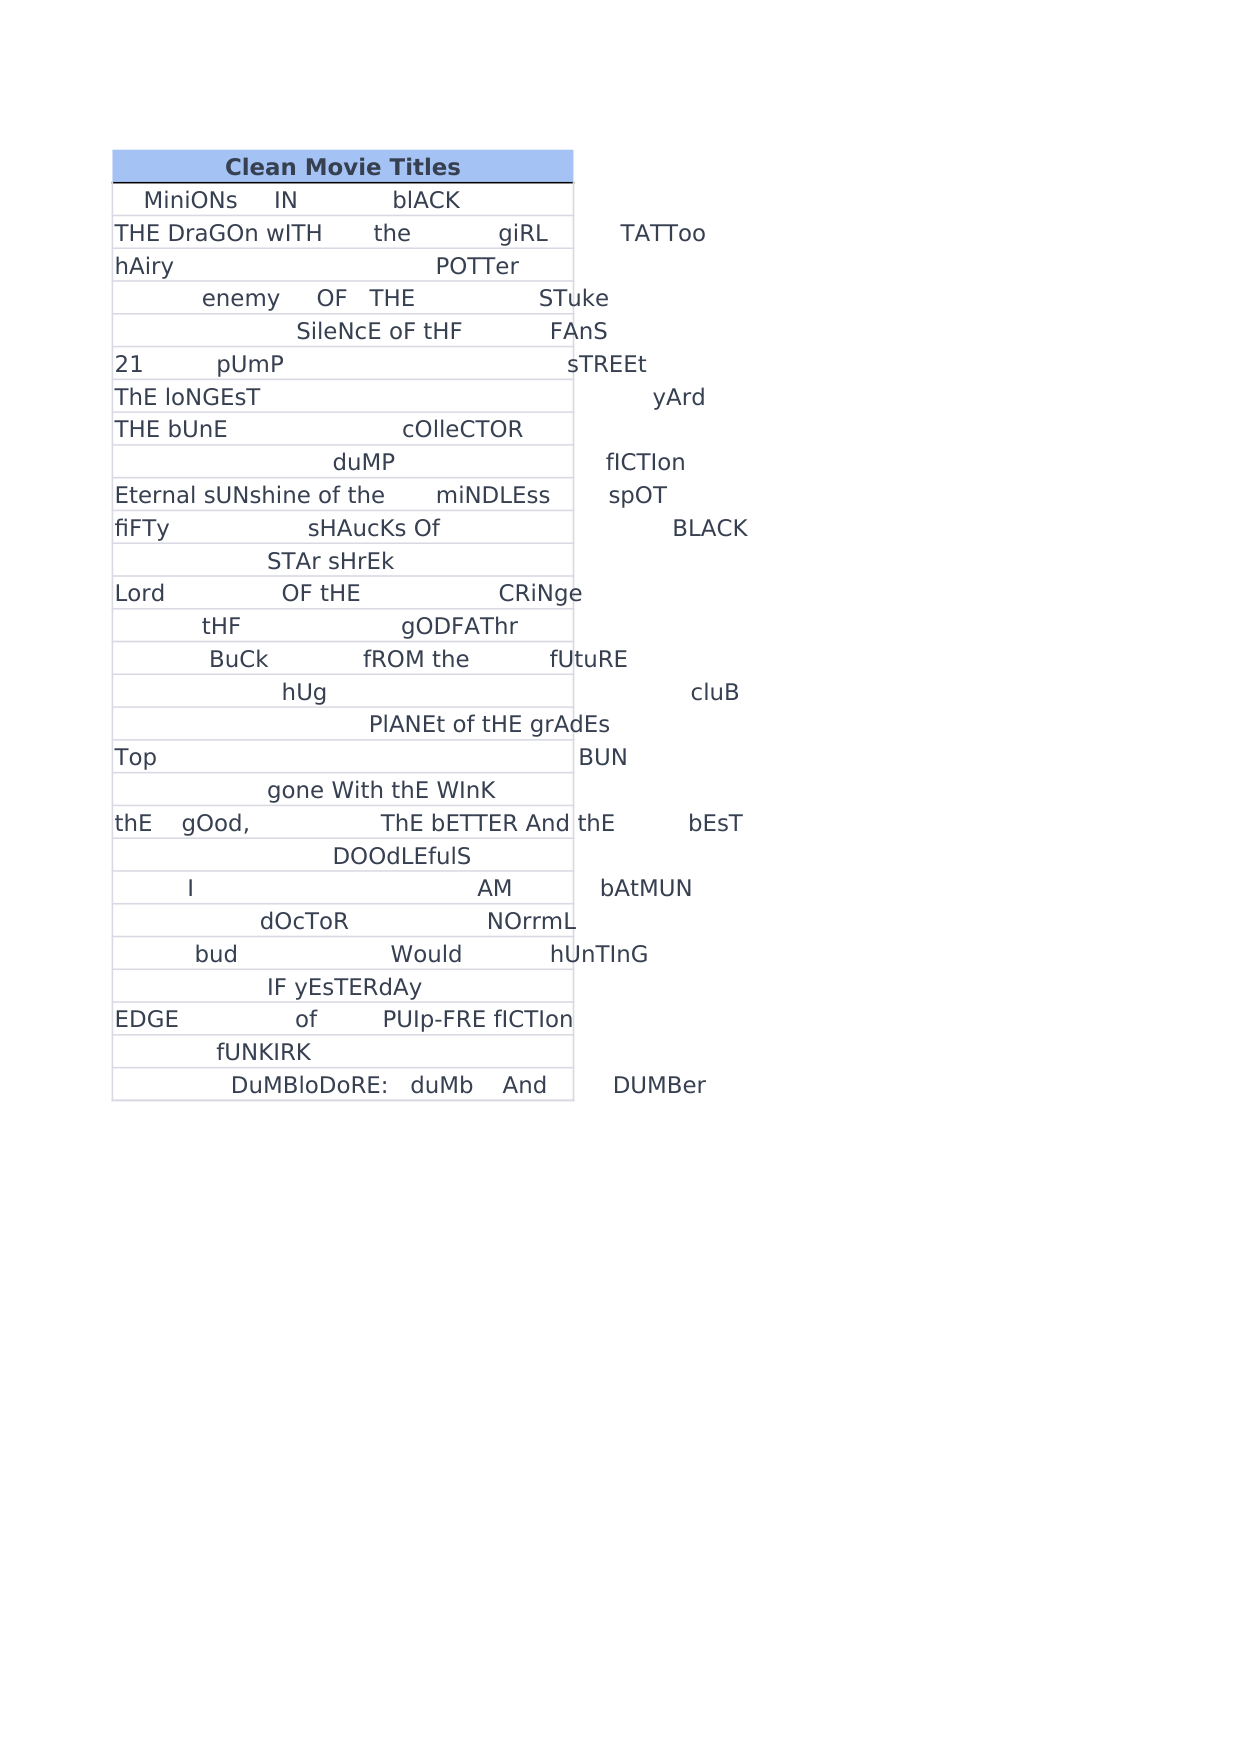 Clean Movie Titles
MiniONs IN blACK
THE DraGOn wITH the giRL TATToo
hAiry POTTer
enemy OF THE STuke
SileNcE oF tHF FAnS
21 pUmP sTREEt
ThE loNGEsT yArd
THE bUnE cOlleCTOR
duMP fICTIon
Eternal sUNshine of the miNDLEss spOT
fiFTy sHAucKs Of BLACK
STAr sHrEk
Lord OF tHE CRiNge
tHF gODFAThr
BuCk fROM the fUtuRE
hUg cluB
PlANEt of tHE grAdEs
Top BUN
gone With thE WInK
thE gOod, ThE bETTER And thE bEsT
DOOdLEfulS
I AM bAtMUN
dOcToR NOrrmL
bud Would hUnTInG
IF yEsTERdAy
EDGE of PUlp-FRE fICTIon
fUNKIRK
DuMBloDoRE: duMb And DUMBer